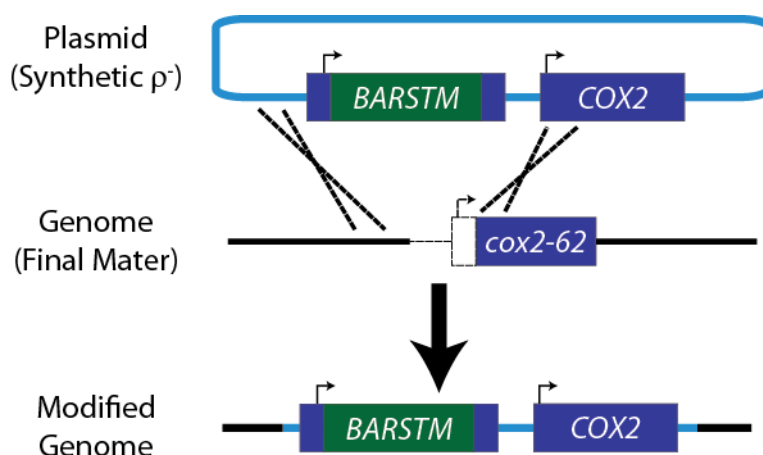 Plasmid
(Synthetic ρ⁻)
BARSTM
COX2
Genome
(Final Mater)
cox2-62
Modified
Genome
BARSTM
COX2